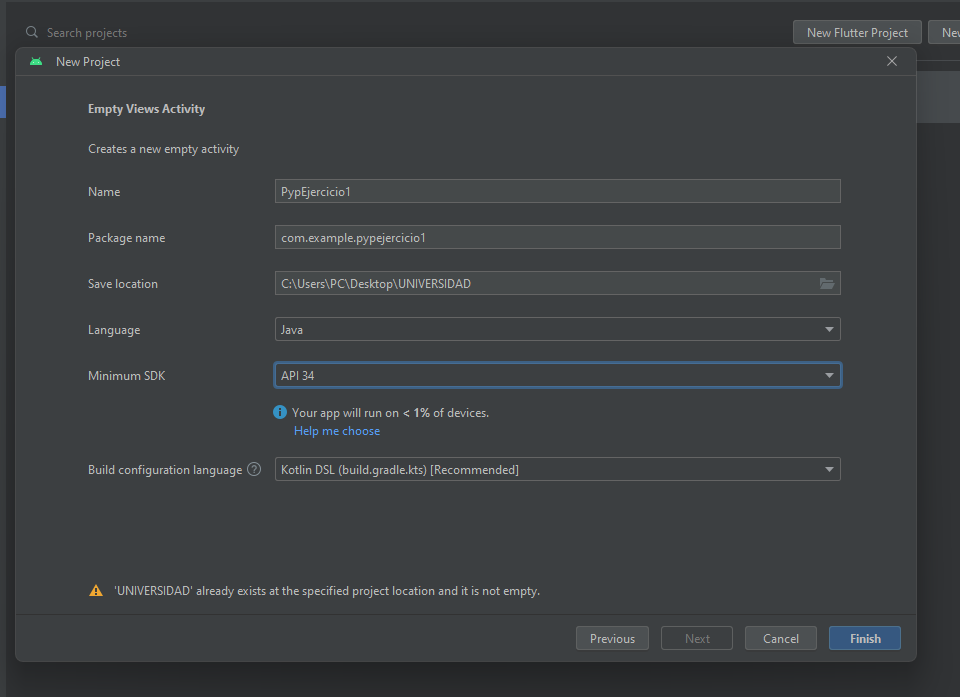 Search projects
New Flutter Project
New Project
Empty Views Activity
Creates a new empty activity
Name
PypEjercicio1
Package name
com.example.pypejercicio1
Save location
C:\Users\PC\Desktop\UNIVERSIDAD
Language
Java
Minimum SDK
API 34
Your app will run on < 1% of devices.
Help me choose
Build configuration language ?
Kotlin DSL (build.gradle.kts) [Recommended]
'UNIVERSIDAD' already exists at the specified project location and it is not empty.
Previous
Next
Cancel
Finish